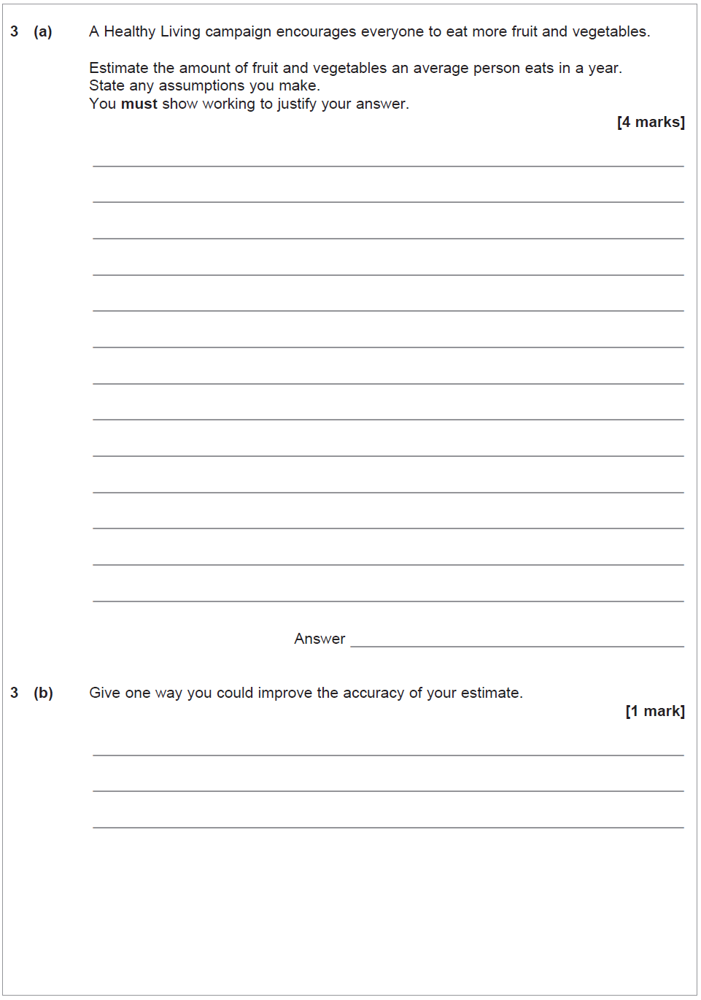 3 (a) A Healthy Living campaign encourages everyone to eat more fruit and vegetables.
Estimate the amount of fruit and vegetables an average person eats in a year.
State any assumptions you make.
You must show working to justify your answer.
[4 marks]
Answer
3 (b) Give one way you could improve the accuracy of your estimate.
[1 mark]